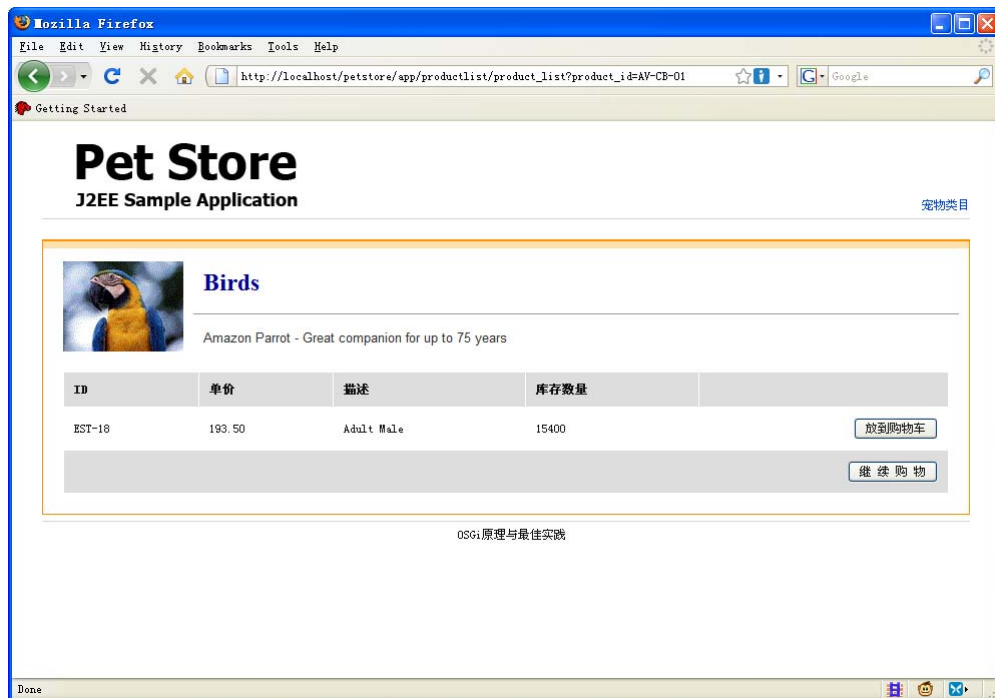 Mozilla Firefox
File Edit View History Bookmarks Tools Help
http://localhost/petstore/app/productlist/product_list?product_id=AV-CB-01
G Google
Getting Started
Pet Store
J2EE Sample Application
宠物类目
Birds
Amazon Parrot - Great companion for up to 75 years
ID 单价 描述 库存数量
EST-18 193.50 Adult Male 15400 放到购物车
继 续 购 物
OSGi原理与最佳实践
Done